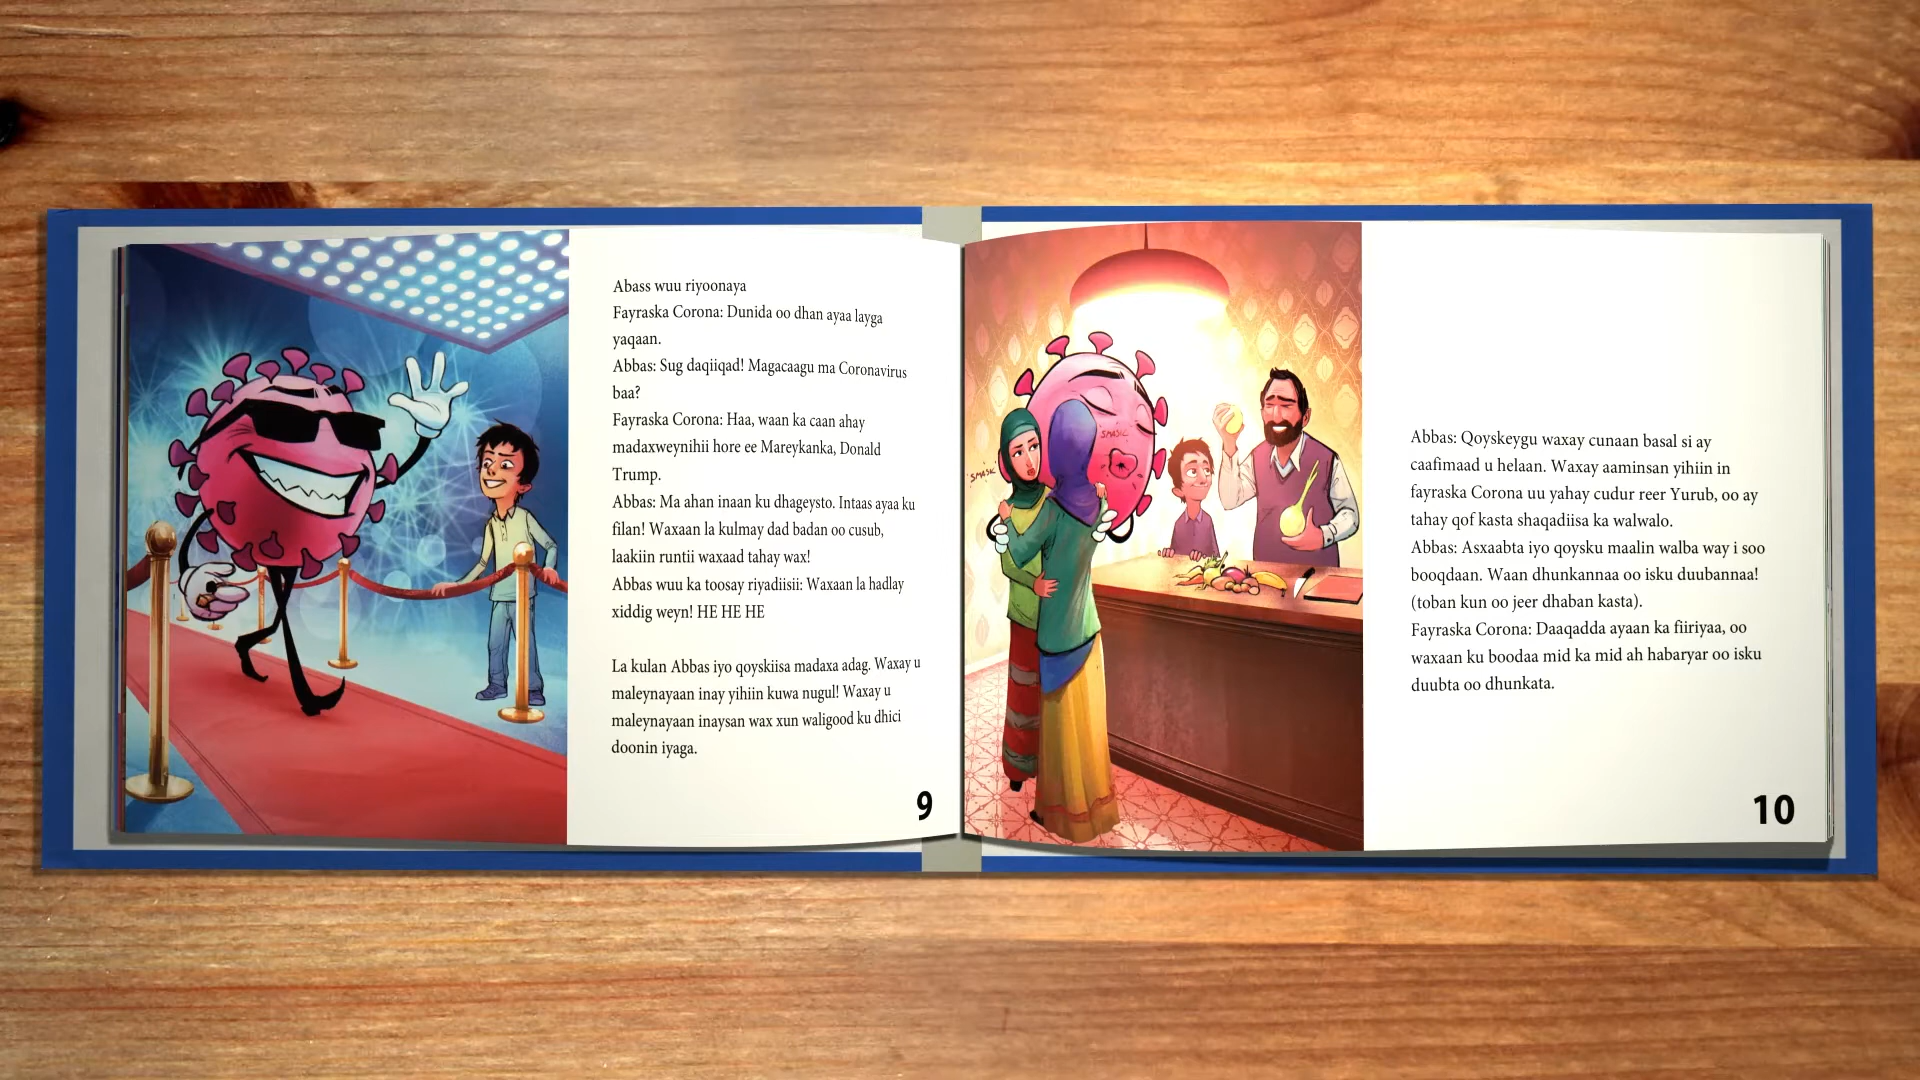 Abass wuu riyoonaya
Fayraska Corona: Dunida oo dhan ayaa layga
yaqaan.
Abbas: Sug daqiiqad! Magacaagu ma Coronavirus
baa?
Fayraska Corona: Haa, waan ka caan ahay
madaxweynihii hore ee Mareykanka, Donald
Trump.
Abbas: Ma ahan inaan ku dhageysto. Intaas ayaa ku
filan! Waxaan la kulmay dad badan oo cusub,
laakiin runtii waxaad tahay wax!
Abbas wuu ka toosay riyadiisii: Waxaan la hadlay
xiddig weyn! HE HE HE
La kulan Abbas iyo qoyskiisa madaxa adag. Waxay u
maleynayaan inay yihiin kuwa nugul! Waxay u
maleynayaan inaysan wax xun waligood ku dhici
doonin iyaga.
9
SMASK
SMASK
Abbas: Qoyskeygu waxay cunaan basal si ay
caafimaad u helaan. Waxay aaminsan yihiin in
fayraska Corona uu yahay cudur reer Yurub, oo ay
tahay qof kasta shaqadiisa ka walwalo.
Abbas: Asxaabta iyo qoysku maalin walba way i soo
booqdaan. Waan dhunkannaa oo isku duubannaa!
(toban kun oo jeer dhaban kasta).
Fayraska Corona: Daaqadda ayaan ka fiiriyaa, oo
waxaan ku boodaa mid ka mid ah habaryar oo isku
duubta oo dhunkata.
10